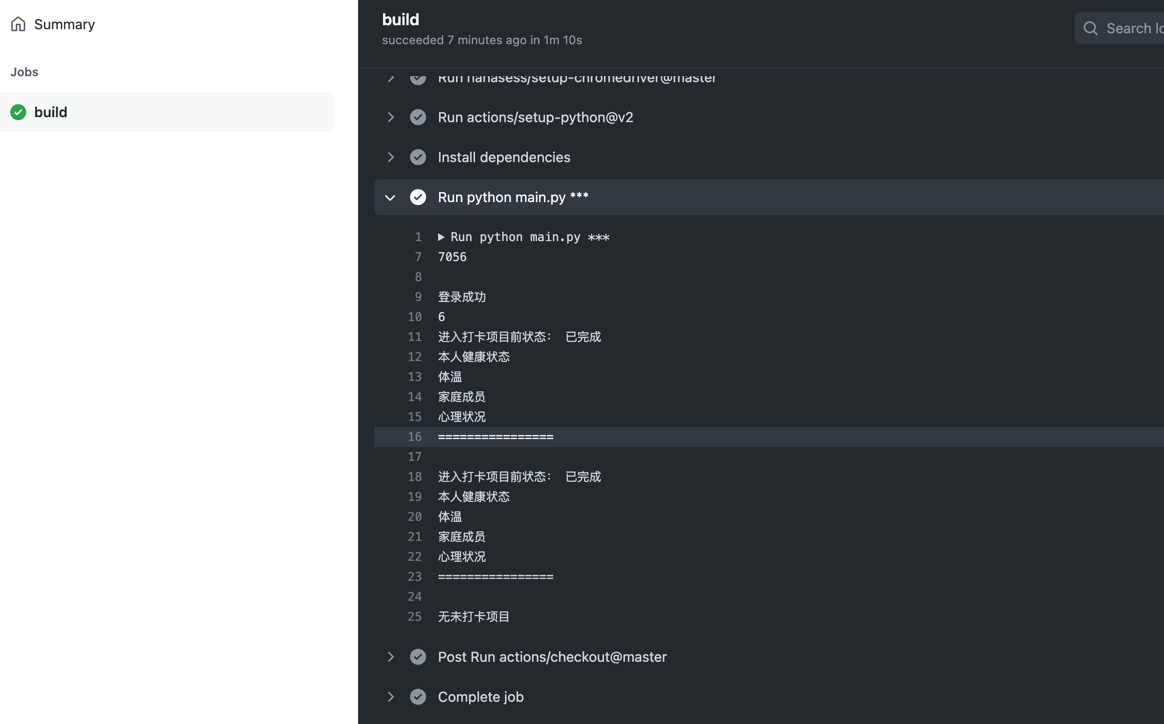 Summary
Jobs
build
build
succeeded 7 minutes ago in 1m 10s
Search lo
Run nanasess/setup-chromedriver@master
Run actions/setup-python@v2
Install dependencies
Run python main.py ***
1 Run python main.py ***
7 7056
8
9 登录成功
10 6
11 进入打卡项目前状态： 已完成
12 本人健康状态
13 体温
14 家庭成员
15 心理状况
16 ================
17
18 进入打卡项目前状态： 已完成
19 本人健康状态
20 体温
21 家庭成员
22 心理状况
23 ================
24
25 无未打卡项目
Post Run actions/checkout@master
Complete job